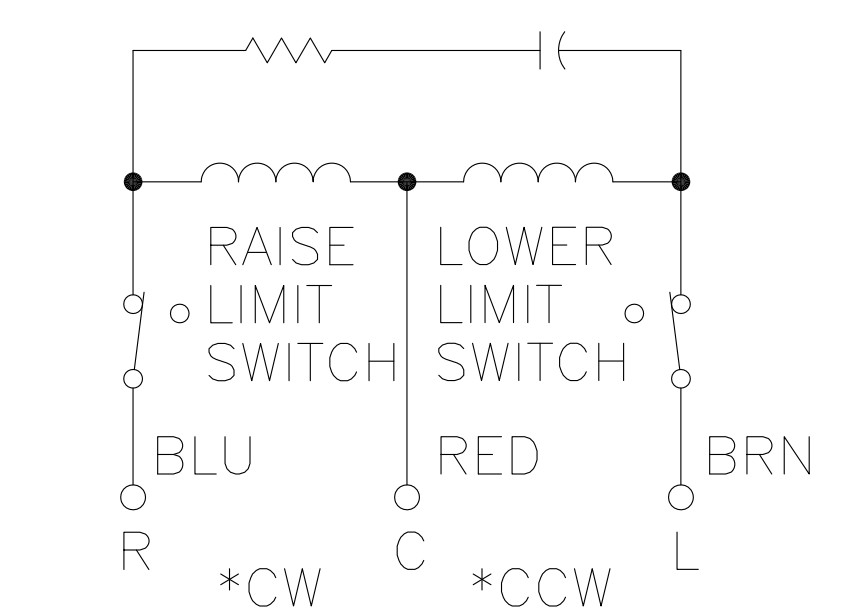 RAISE LIMIT SWITCH
LOWER LIMIT SWITCH
BLU
RED
BRN
R
C
L
*CW
*CCW